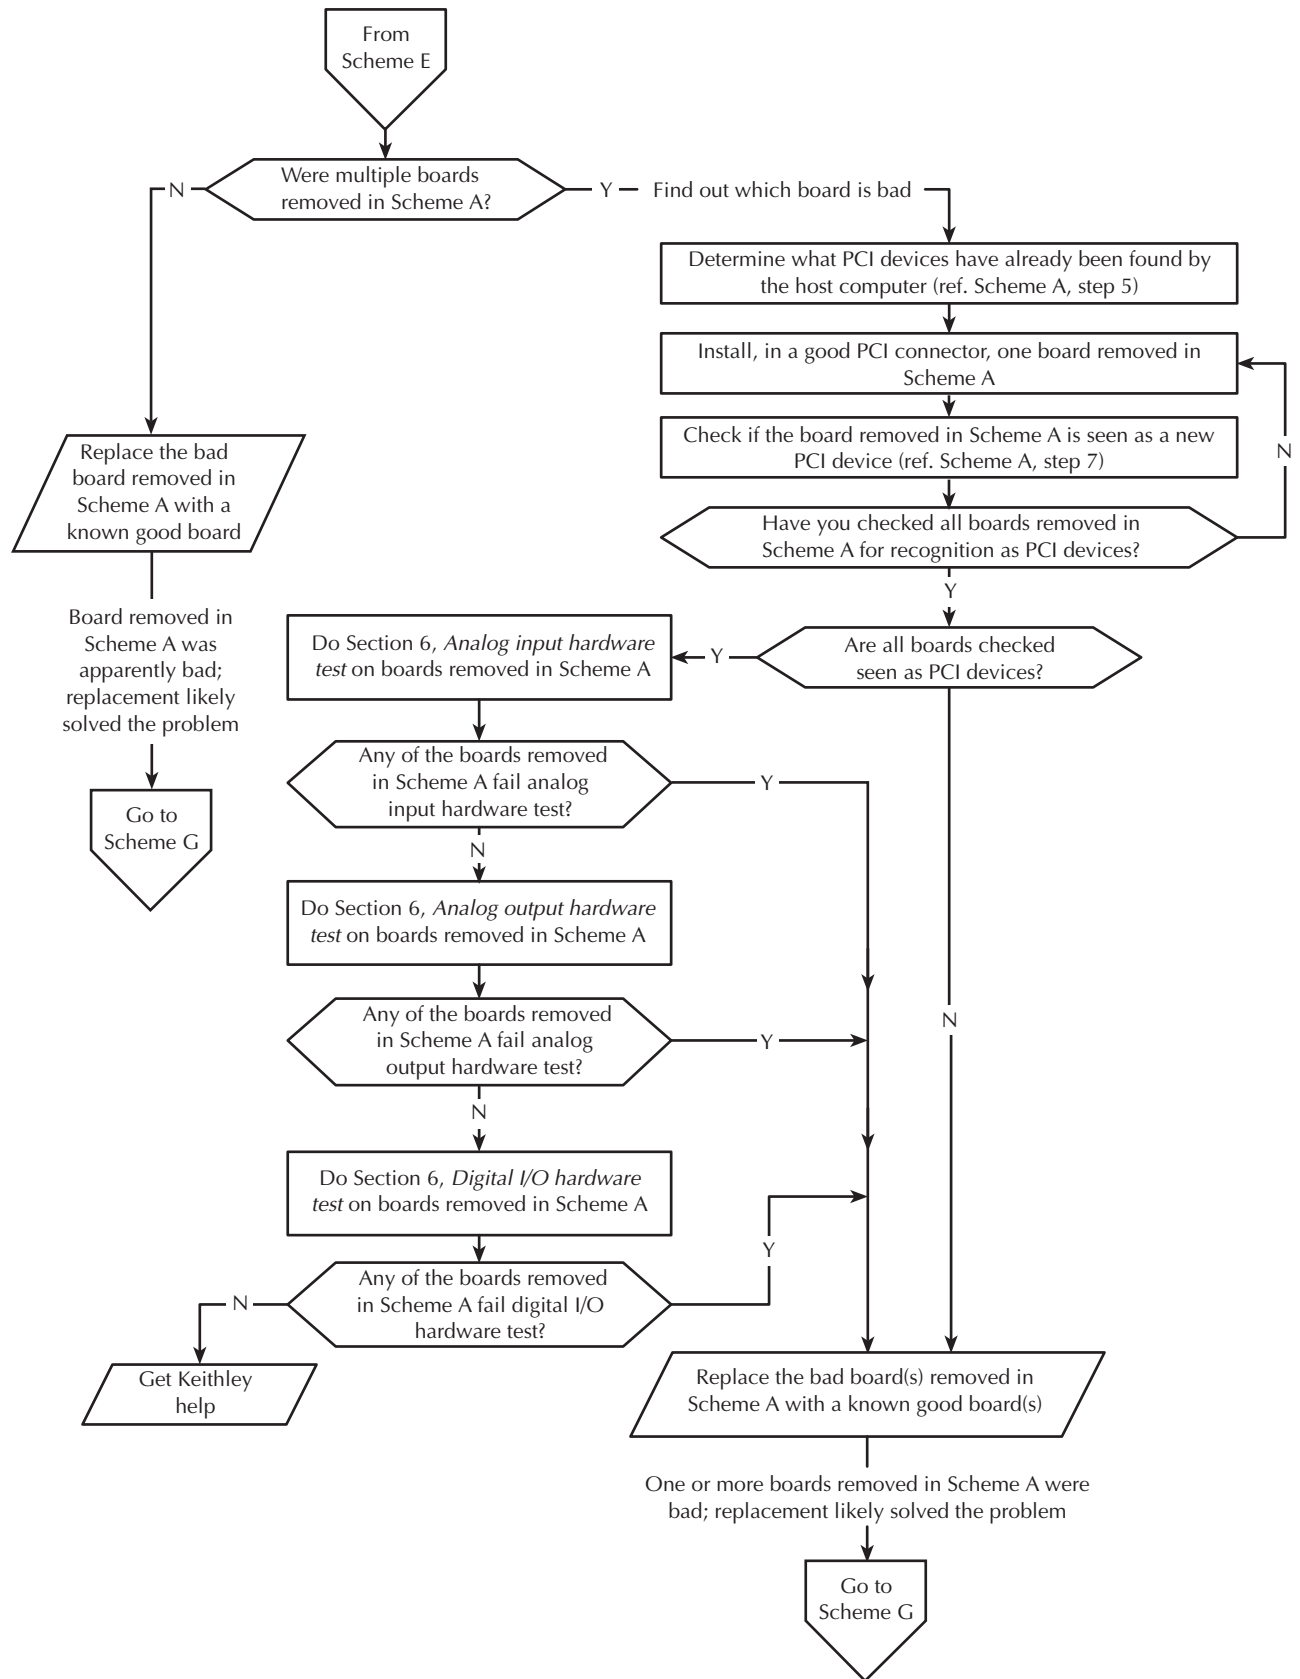 From
Scheme E
Were multiple boards
removed in Scheme A?
N
Y
Find out which board is bad
Determine what PCI devices have already been found by
the host computer (ref. Scheme A, step 5)
Install, in a good PCI connector, one board removed in
Scheme A
Check if the board removed in Scheme A is seen as a new
PCI device (ref. Scheme A, step 7)
N
Have you checked all boards removed in
Scheme A for recognition as PCI devices?
Y
Replace the bad
board removed in
Scheme A with a
known good board
Board removed in
Scheme A was
apparently bad;
replacement likely
solved the problem
Go to
Scheme G
Are all boards checked
seen as PCI devices?
Y
Do Section 6, Analog input hardware
test on boards removed in Scheme A
Any of the boards removed
in Scheme A fail analog
input hardware test?
Y
N
Do Section 6, Analog output hardware
test on boards removed in Scheme A
Any of the boards removed
in Scheme A fail analog
output hardware test?
Y
N
N
Do Section 6, Digital I/O hardware
test on boards removed in Scheme A
Any of the boards removed
in Scheme A fail digital I/O
hardware test?
Y
N
Get Keithley
help
Replace the bad board(s) removed in
Scheme A with a known good board(s)
One or more boards removed in Scheme A were
bad; replacement likely solved the problem
Go to
Scheme G